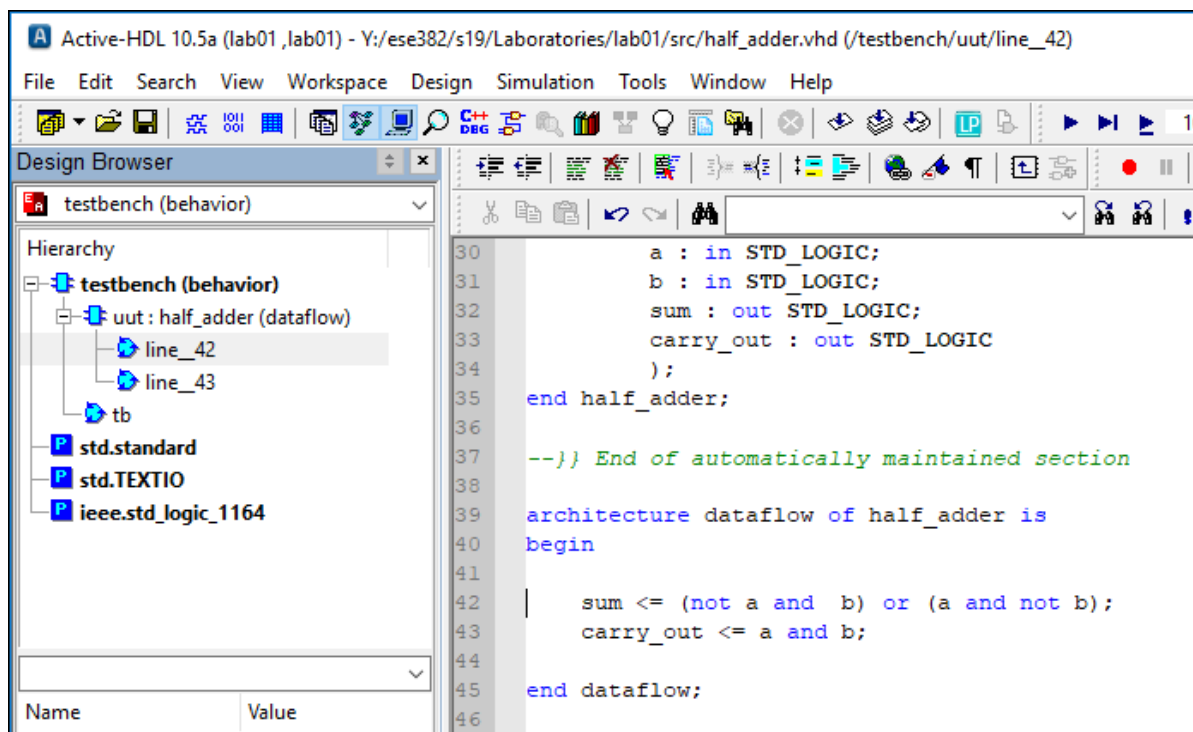 Active-HDL 10.5a (lab01 ,lab01) - Y:/ese382/s19/Laboratories/lab01/src/half_adder.vhd (/testbench/uut/line__42)
File Edit Search View Workspace Design Simulation Tools Window Help
C++
DBG
LP
Design Browser
testbench (behavior)
Hierarchy
testbench (behavior)
uut : half_adder (dataflow)
line__42
line__43
tb
std.standard
std.TEXTIO
ieee.std_logic_1164
Name Value
30 a : in STD_LOGIC;
31 b : in STD_LOGIC;
32 sum : out STD_LOGIC;
33 carry_out : out STD_LOGIC
34 );
35 end half_adder;
36
37 --}} End of automatically maintained section
38
39 architecture dataflow of half_adder is
40 begin
41
42 sum <= (not a and  b) or (a and not b);
43 carry_out <= a and b;
44
45 end dataflow;
46